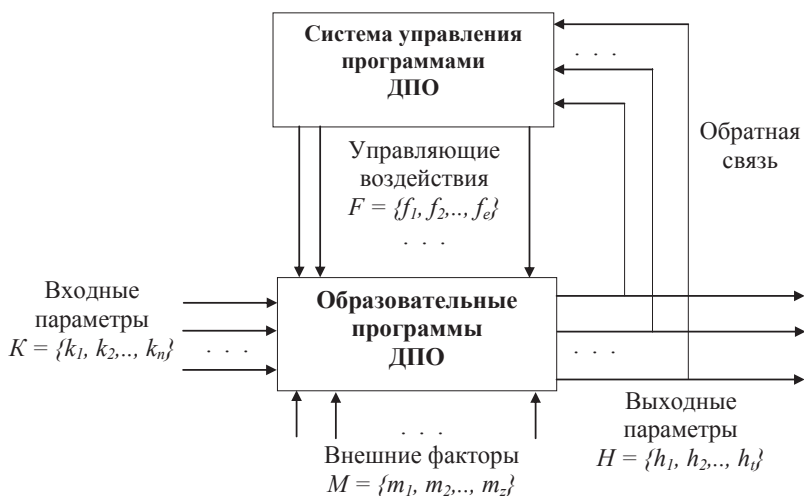 Система управления
программами
ДПО
. . .
Обратная
связь
Управляющие
воздействия
F = {f1, f2,.., fe}
. . .
Входные
параметры
K = {k1, k2,.., kn}
. . .
Образовательные
программы
ДПО
. . .
. . .
Внешние факторы
M = {m1, m2,.., mz}
Выходные
параметры
H = {h1, h2,.., ht}